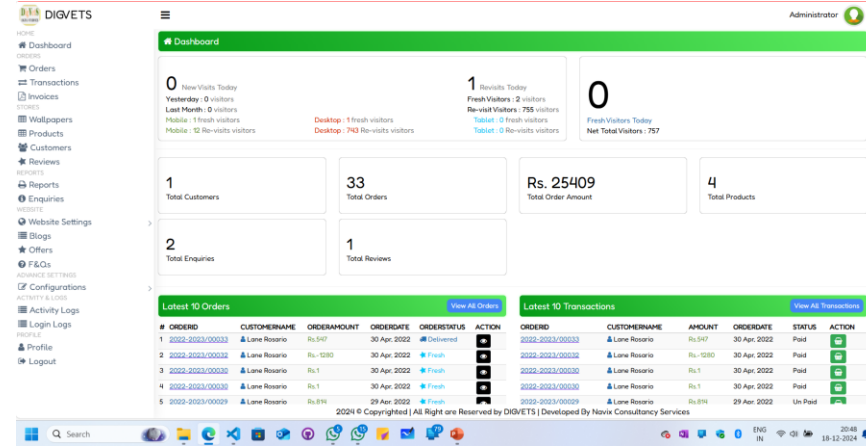 DIGVETS
Administrator
HOME
Dashboard
ORDERS
Orders
Transactions
Invoices
STORES
Wallpapers
Products
Customers
Reviews
REPORTS
Reports
Enquiries
WEBSITE
Website Settings
Blogs
Offers
F&Qs
ADVANCE SETTINGS
Configurations
ACTIVITY & LOGS
Activity Logs
Login Logs
PROFILE
Profile
Logout
Dashboard
0 New Visits Today
Yesterday : 0 visitors
Last Month : 0 visitors
Mobile : 1 fresh visitors
Mobile : 12 Re-visits visitors
Desktop : 1 fresh visitors
Desktop : 743 Re-visits visitors
1 Revisits Today
Fresh Visitors : 2 visitors
Re-visit Visitors : 755 visitors
Tablet : 0 fresh visitors
Tablet : 0 Re-visits visitors
0
Fresh Visitors Today
Net Total Visitors : 757
1
Total Customers
33
Total Orders
Rs. 25409
Total Order Amount
4
Total Products
2
Total Enquiries
1
Total Reviews
Latest 10 Orders View All Orders
# ORDERID CUSTOMERNAME ORDERAMOUNT ORDERDATE ORDERSTATUS ACTION
1 2022-2023/00033 Lane Rosario Rs.547 30 Apr, 2022 Delivered
2 2022-2023/00032 Lane Rosario Rs.-1280 30 Apr, 2022 Fresh
3 2022-2023/00030 Lane Rosario Rs.1 30 Apr, 2022 Fresh
4 2022-2023/00030 Lane Rosario Rs.1 30 Apr, 2022 Fresh
5 2022-2023/00029 Lane Rosario Rs.894 29 Apr, 2022 Fresh
Latest 10 Transactions View All Transactions
ORDERID CUSTOMERNAME AMOUNT ORDERDATE STATUS ACTION
2022-2023/00033 Lane Rosario Rs.547 30 Apr, 2022 Paid
2022-2023/00032 Lane Rosario Rs.-1280 30 Apr, 2022 Paid
2022-2023/00030 Lane Rosario Rs.1 30 Apr, 2022 Paid
2022-2023/00030 Lane Rosario Rs.1 30 Apr, 2022 Paid
2022-2023/00029 Lane Rosario Rs.894 29 Apr, 2022 Un Paid
2024 © Copyrighted | All Right are Reserved by DIGVETS | Developed By Navix Consultancy Services
Search
ENG
IN
20:48
18-12-2024